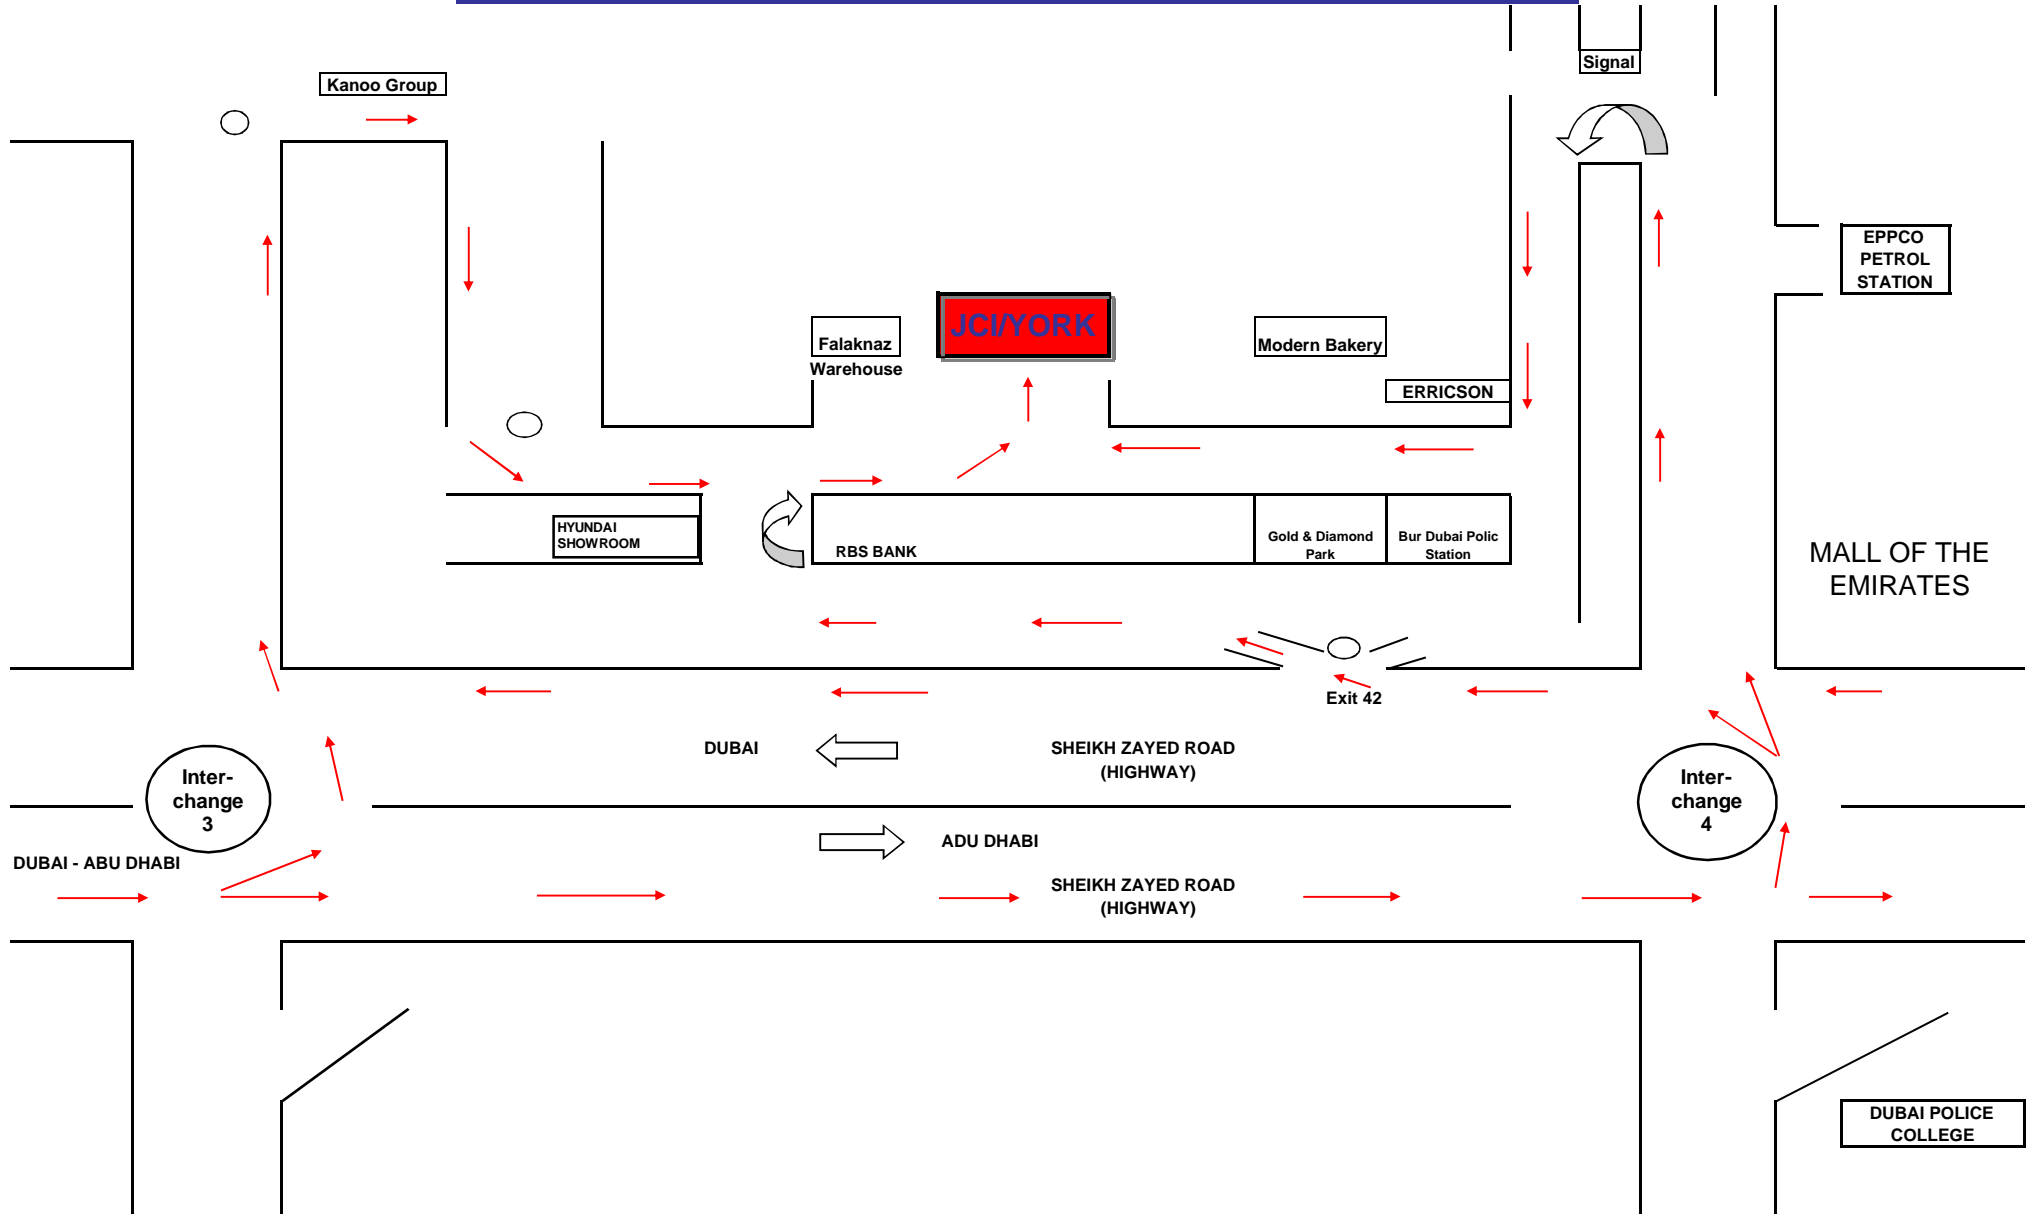 Signal
Kanoo Group
EPPCO
PETROL
STATION
JCI/YORK
Falaknaz
Warehouse
Modern Bakery
ERRICSON
HYUNDAI
SHOWROOM
RBS BANK
Gold & Diamond
Park
Bur Dubai Polic
Station
MALL OF THE
EMIRATES
Exit 42
DUBAI
SHEIKH ZAYED ROAD
(HIGHWAY)
Inter-
change
3
Inter-
change
4
ADU DHABI
DUBAI - ABU DHABI
SHEIKH ZAYED ROAD
(HIGHWAY)
DUBAI POLICE
COLLEGE